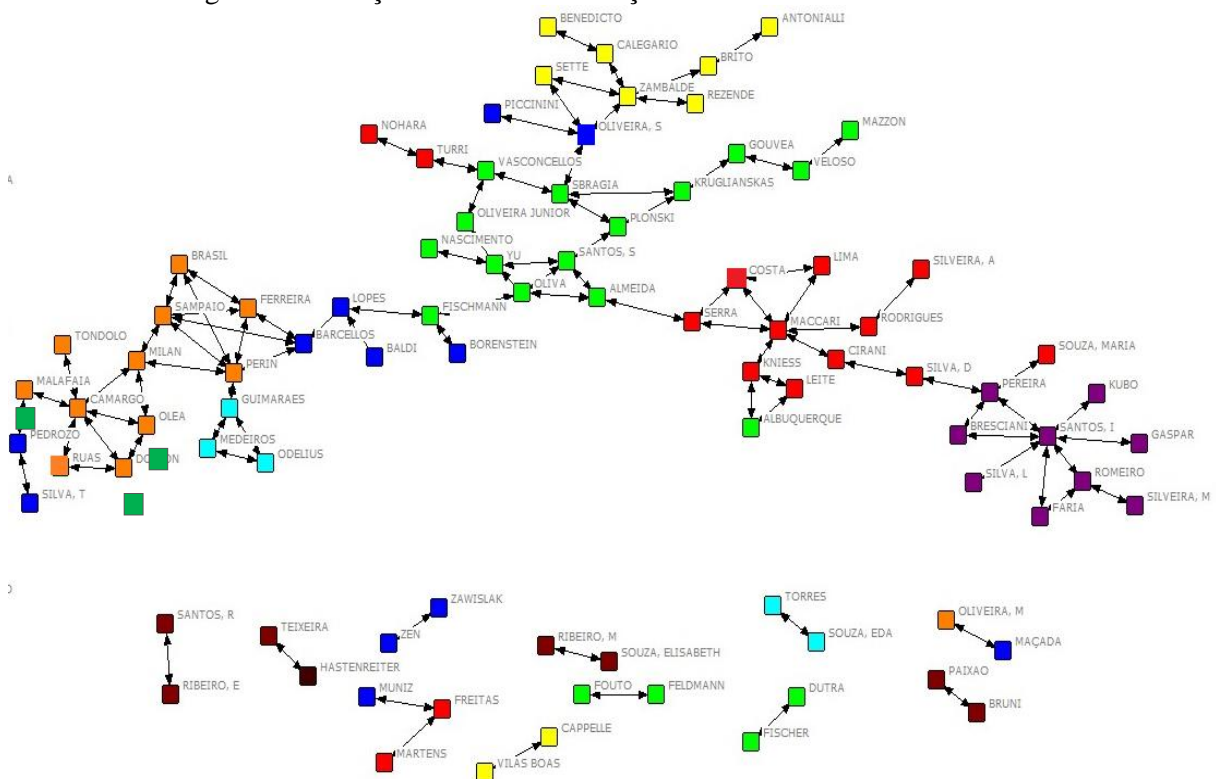 BENEDICTO
ANTONIALLI
CALEGARIO
BRITO
SETTE
ZAMBALDE
REZENDE
PICCININI
OLIVEIRA, S
NOHARA
MAZZON
TURRI
GOUVEA
VASCONCELLOS
VELOSO
SBRAGIA
KRUGLIANSKAS
OLIVEIRA JUNIOR
PLONSKI
NASCIMENTO
YU
SANTOS, S
BRASIL
COSTA
LIMA
SILVEIRA, A
OLIVA
ALMEIDA
SAMPAIO
FERREIRA
LOPES
FISCHMANN
SERRA
MACCARI
RODRIGUES
TONDOLO
BARCELLOS
BALDI
BORENSTEIN
MILAN
PERIN
KNIESS
CIRANI
SOUZA, MARIA
MALAFAIA
LEITE
SILVA, D
PEREIRA
KUBO
CAMARGO
GUIMARAES
OLEA
ALBUQUERQUE
BRESCIANI
SANTOS, I
GASPAR
PEDROZO
MEDEIROS
ODELIUS
RUAS
SILVA, L
ROMEIRO
SILVA, T
FARIA
SILVEIRA, M
SANTOS, R
TEIXEIRA
ZAWISLAK
TORRES
OLIVEIRA, M
ZEN
RIBEIRO, M
SOUZA, EDA
MAÇADA
HASTENREITER
SOUZA, ELISABETH
RIBEIRO, E
MUNIZ
FREITAS
FOUTO
FELDMANN
DUTRA
PAIXAO
BRUNI
CAPPELLE
FISCHER
MARTENS
VILAS BOAS